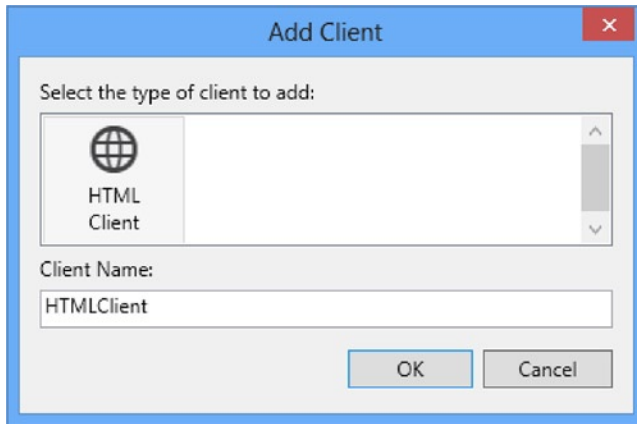 Add Client
Select the type of client to add:
HTML
Client
Client Name:
HTMLClient
OK
Cancel